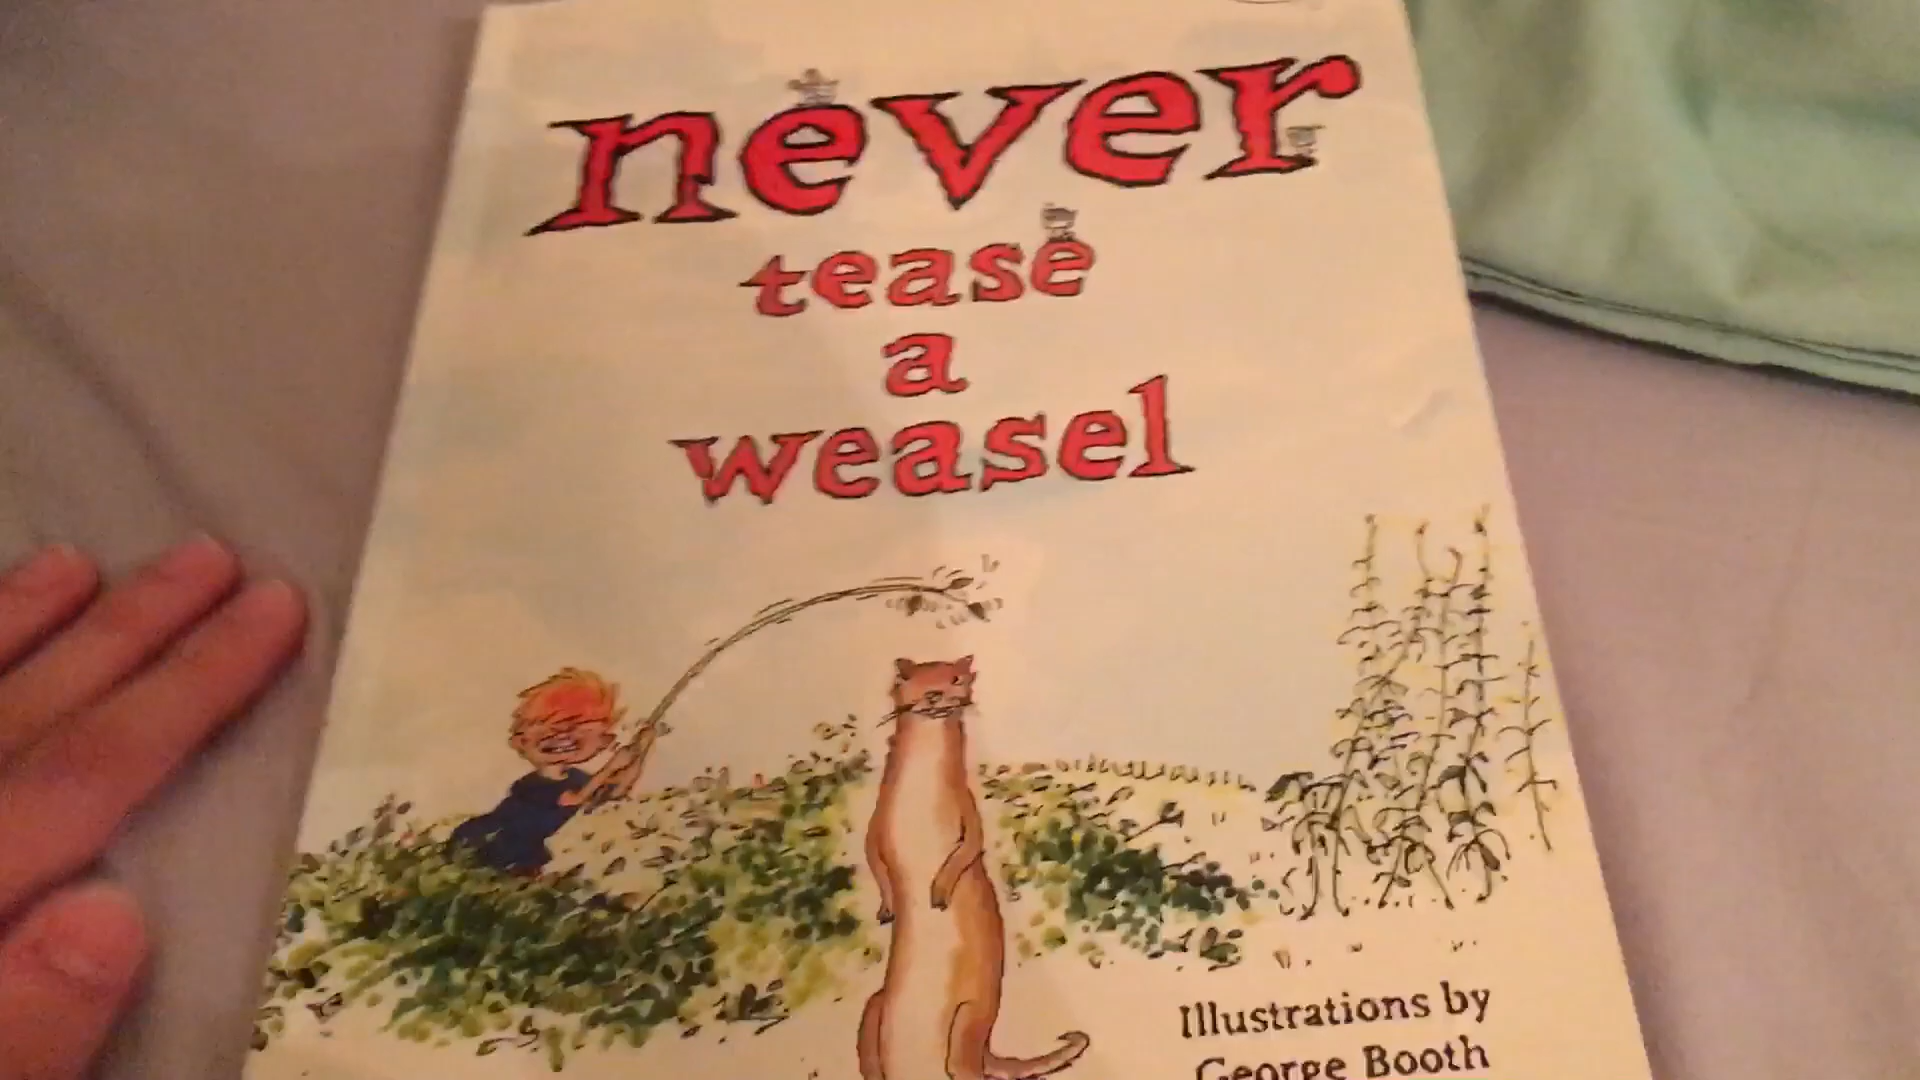 never
tease
a
weasel
Illustrations by
George Booth